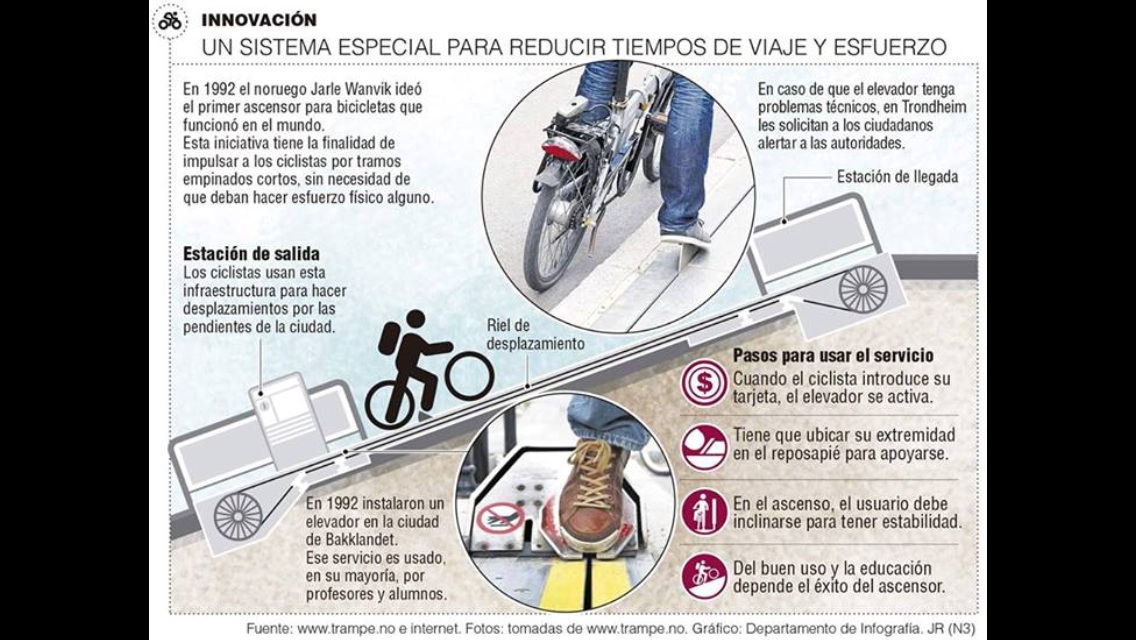 INNOVACIÓN
UN SISTEMA ESPECIAL PARA REDUCIR TIEMPOS DE VIAJE Y ESFUERZO
En 1992 el noruego Jarle Wanvik ideó
el primer ascensor para bicicletas que
funcionó en el mundo.
Esta iniciativa tiene la finalidad de
impulsar a los ciclistas por tramos
empinados cortos, sin necesidad de
que deban hacer esfuerzo físico alguno.
En caso de que el elevador tenga
problemas técnicos, en Trondheim
les solicitan a los ciudadanos
alertar a las autoridades.
Estación de llegada
Estación de salida
Los ciclistas usan esta
infraestructura para hacer
desplazamientos por las
pendientes de la ciudad.
Riel de
desplazamiento
Pasos para usar el servicio
$
Cuando el ciclista introduce su
tarjeta, el elevador se activa.
Tiene que ubicar su extremidad
en el reposapié para apoyarse.
En el ascenso, el usuario debe
inclinarse para tener estabilidad.
Del buen uso y la educación
depende el éxito del ascensor.
En 1992 instalaron un
elevador en la ciudad
de Bakklandet.
Ese servicio es usado,
en su mayoría, por
profesores y alumnos.
Fuente: www.trampe.no e internet. Fotos: tomadas de www.trampe.no. Gráfico: Departamento de Infografía. JR (N3)